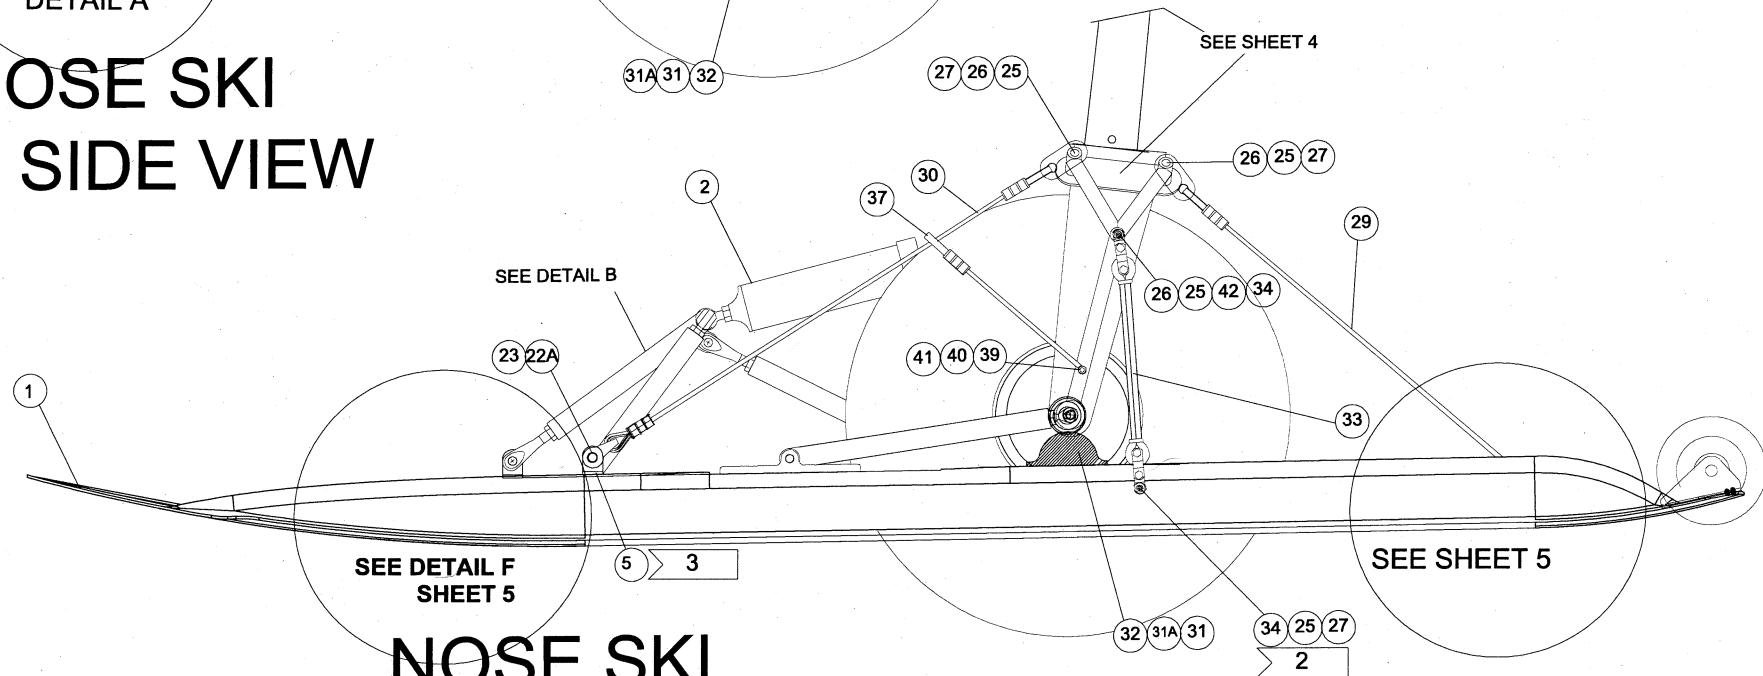 DETAIL A
OSE SKI
SIDE VIEW
31A 31 32
27 26 25
SEE SHEET 4
26 25 27
2
37
30
29
SEE DETAIL B
26 25 42 34
23 22A
41 40 39
1
33
SEE DETAIL F
SHEET 5
5 3
SEE SHEET 5
32 31A 31
34 25 27
2
NOSE SKI